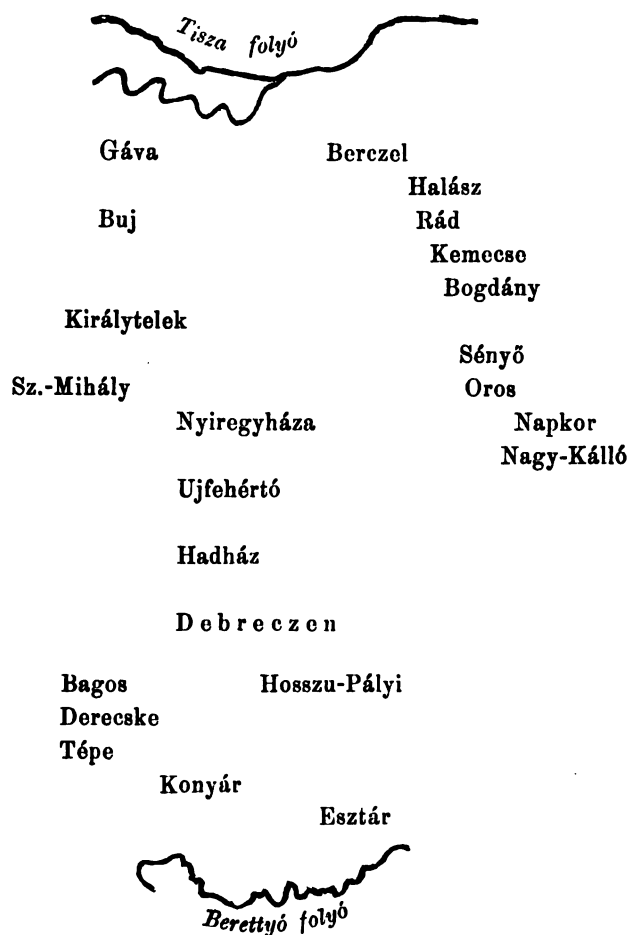 Tisza folyó
Gáva Berczel
Halász
Buj Rád
Kemecse
Bogdány
Királytelek
Sényő
Sz.-Mihály Oros
Nyiregyháza Napkor
Nagy-Kálló
Ujfehértó
Hadház
Debreczen
Bagos Hosszu-Pályi
Derecske
Tépe
Konyár
Esztár
Berettyó folyó